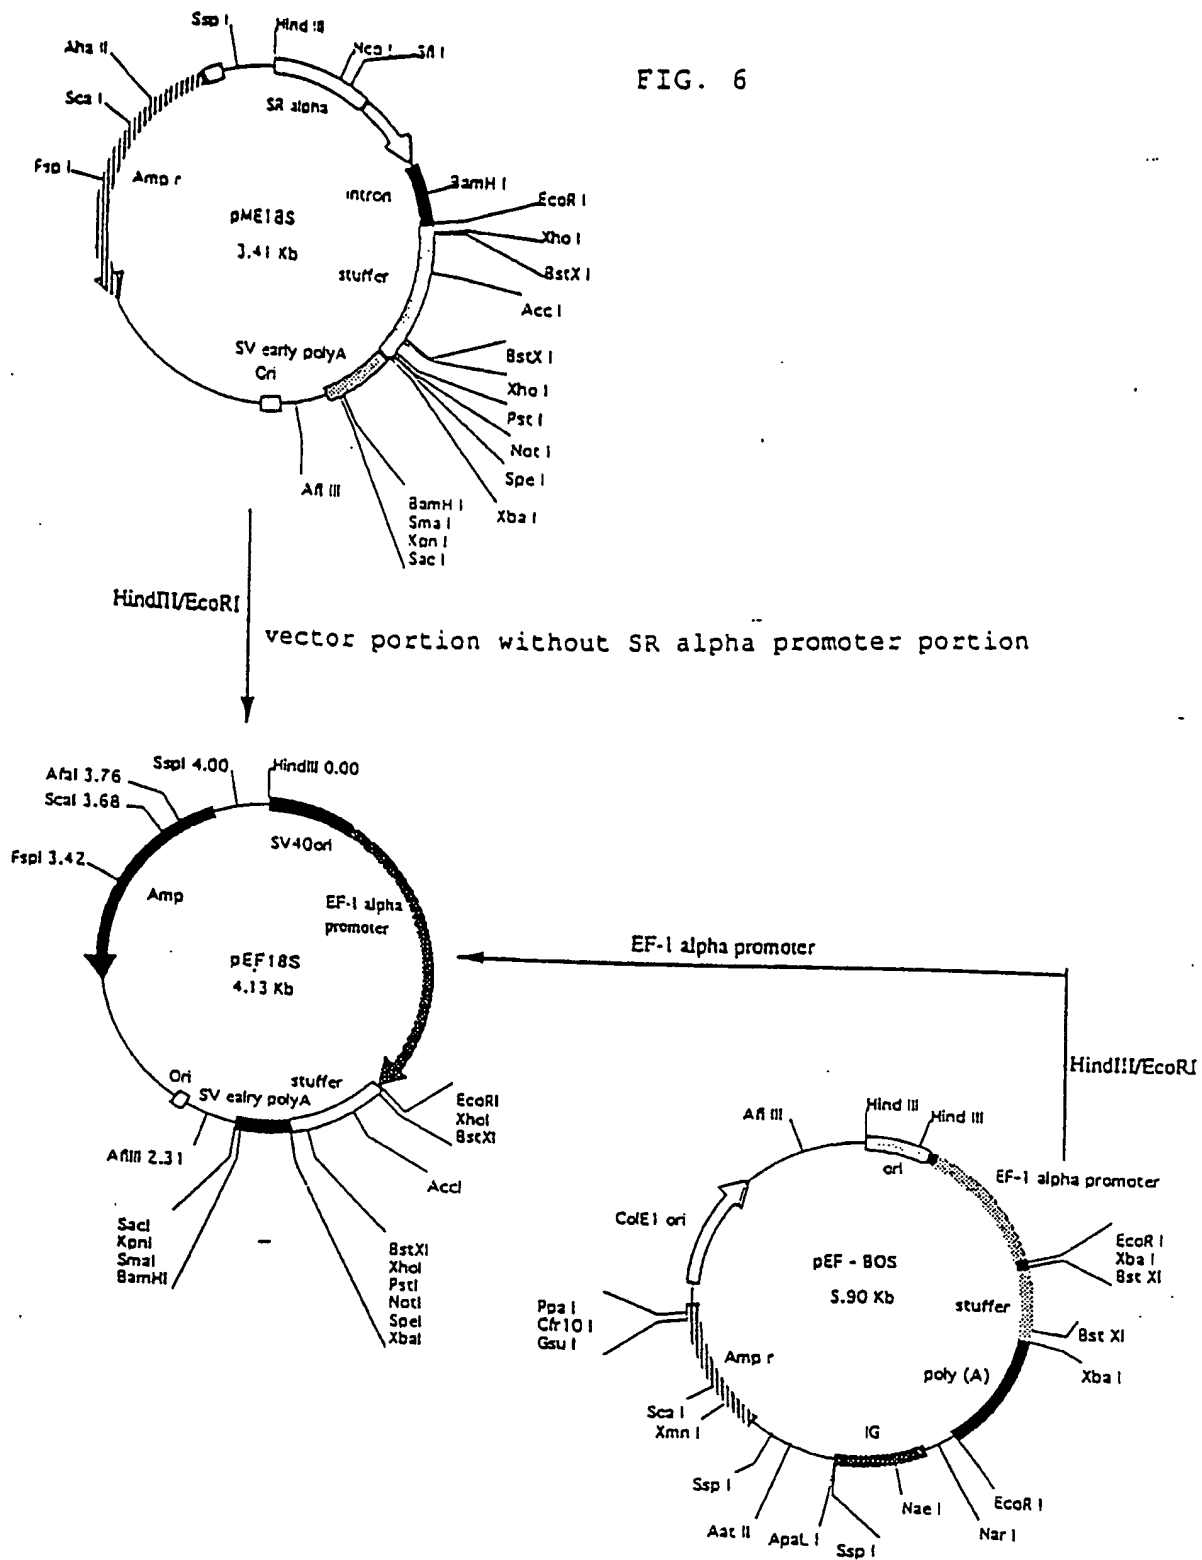 FIG. 6
Ssp I
Hind III
Nco I
Sfi I
Aha II
Sca I
Fsp I
SR alpha
Amp r
intron
BamH I
EcoR I
Xho I
BstX I
pME18S
3.41 Kb
stuffer
Acc I
SV early polyA
Ori
BstX I
Xho I
Pst I
Not I
Spe I
Xba I
Afl III
BamH I
Sma I
Xpn I
Sac I
HindIII/EcoRI
vector portion without SR alpha promoter portion
SspI 4.00
HindIII 0.00
AfaI 3.76
ScaI 3.68
FspI 3.42
SV40ori
Amp
EF-1 alpha
promoter
pEF18S
4.13 Kb
EF-1 alpha promoter
HindIII/EcoRI
Ori
SV ealry polyA
stuffer
EcoRI
XhoI
BstXI
AflIII 2.31
AccI
SacI
XpnI
SmaI
BamHI
BstXI
XhoI
PstI
NotI
SpeI
XbaI
Afl III
Hind III
Hind III
ori
EF-1 alpha promoter
ColE1 ori
pEF - BOS
5.90 Kb
EcoR I
Xba I
Bst XI
stuffer
Ppa I
Cfr10 I
Gsu I
Bst XI
Xba I
Amp r
poly (A)
Sca I
Xmn I
IG
Ssp I
Aat II
ApaL I
Ssp I
Nae I
EcoR I
Nar I